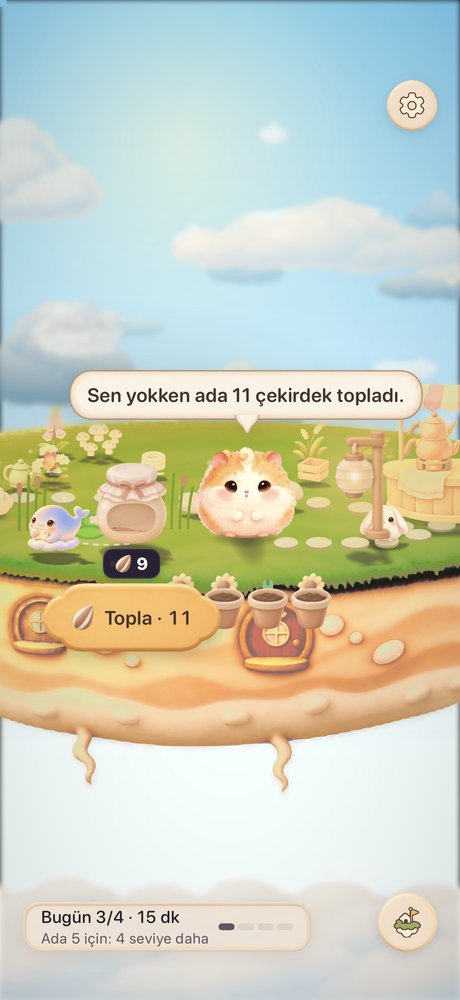 Sen yokken ada 11 çekirdek topladı.
9
Topla · 11
Bugün 3/4 · 15 dk
Ada 5 için: 4 seviye daha